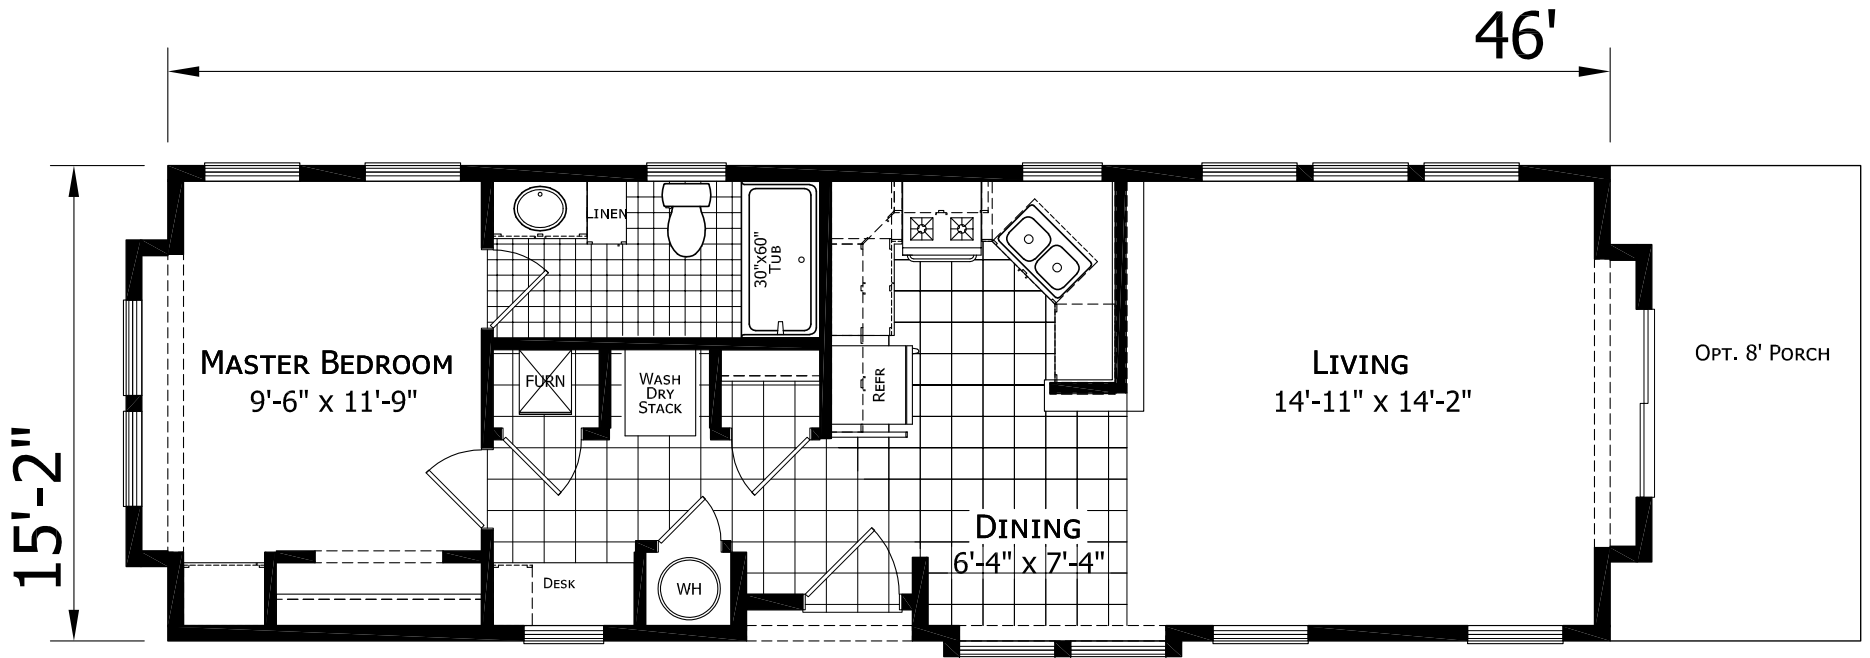 46'
15'-2"
MASTER BEDROOM
9'-6" X 11'-9"
LINEN
30"x60"
TUB
FURN
WASH
DRY
STACK
REFR
DESK
WH
DINING
6'-4" X 7'-4"
LIVING
14'-11" X 14'-2"
OPT. 8' PORCH